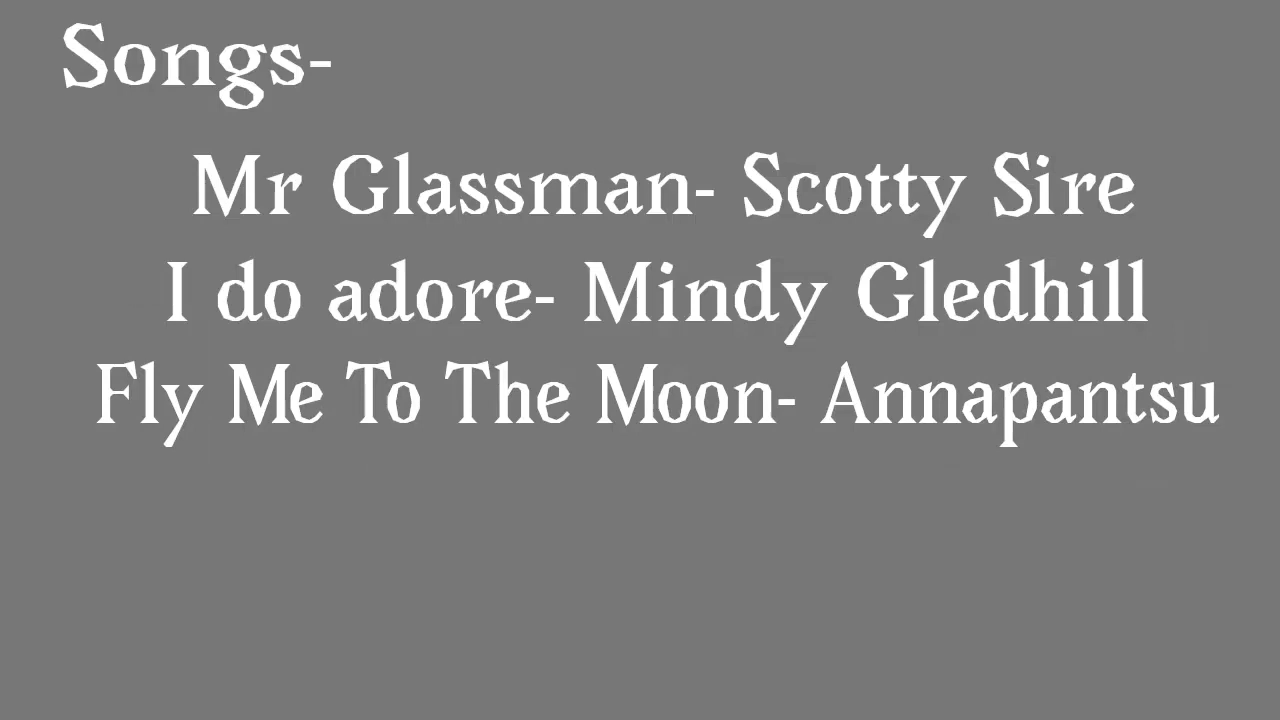 Songs-
Mr Glassman- Scotty Sire
I do adore- Mindy Gledhill
Fly Me To The Moon- Annapantsu